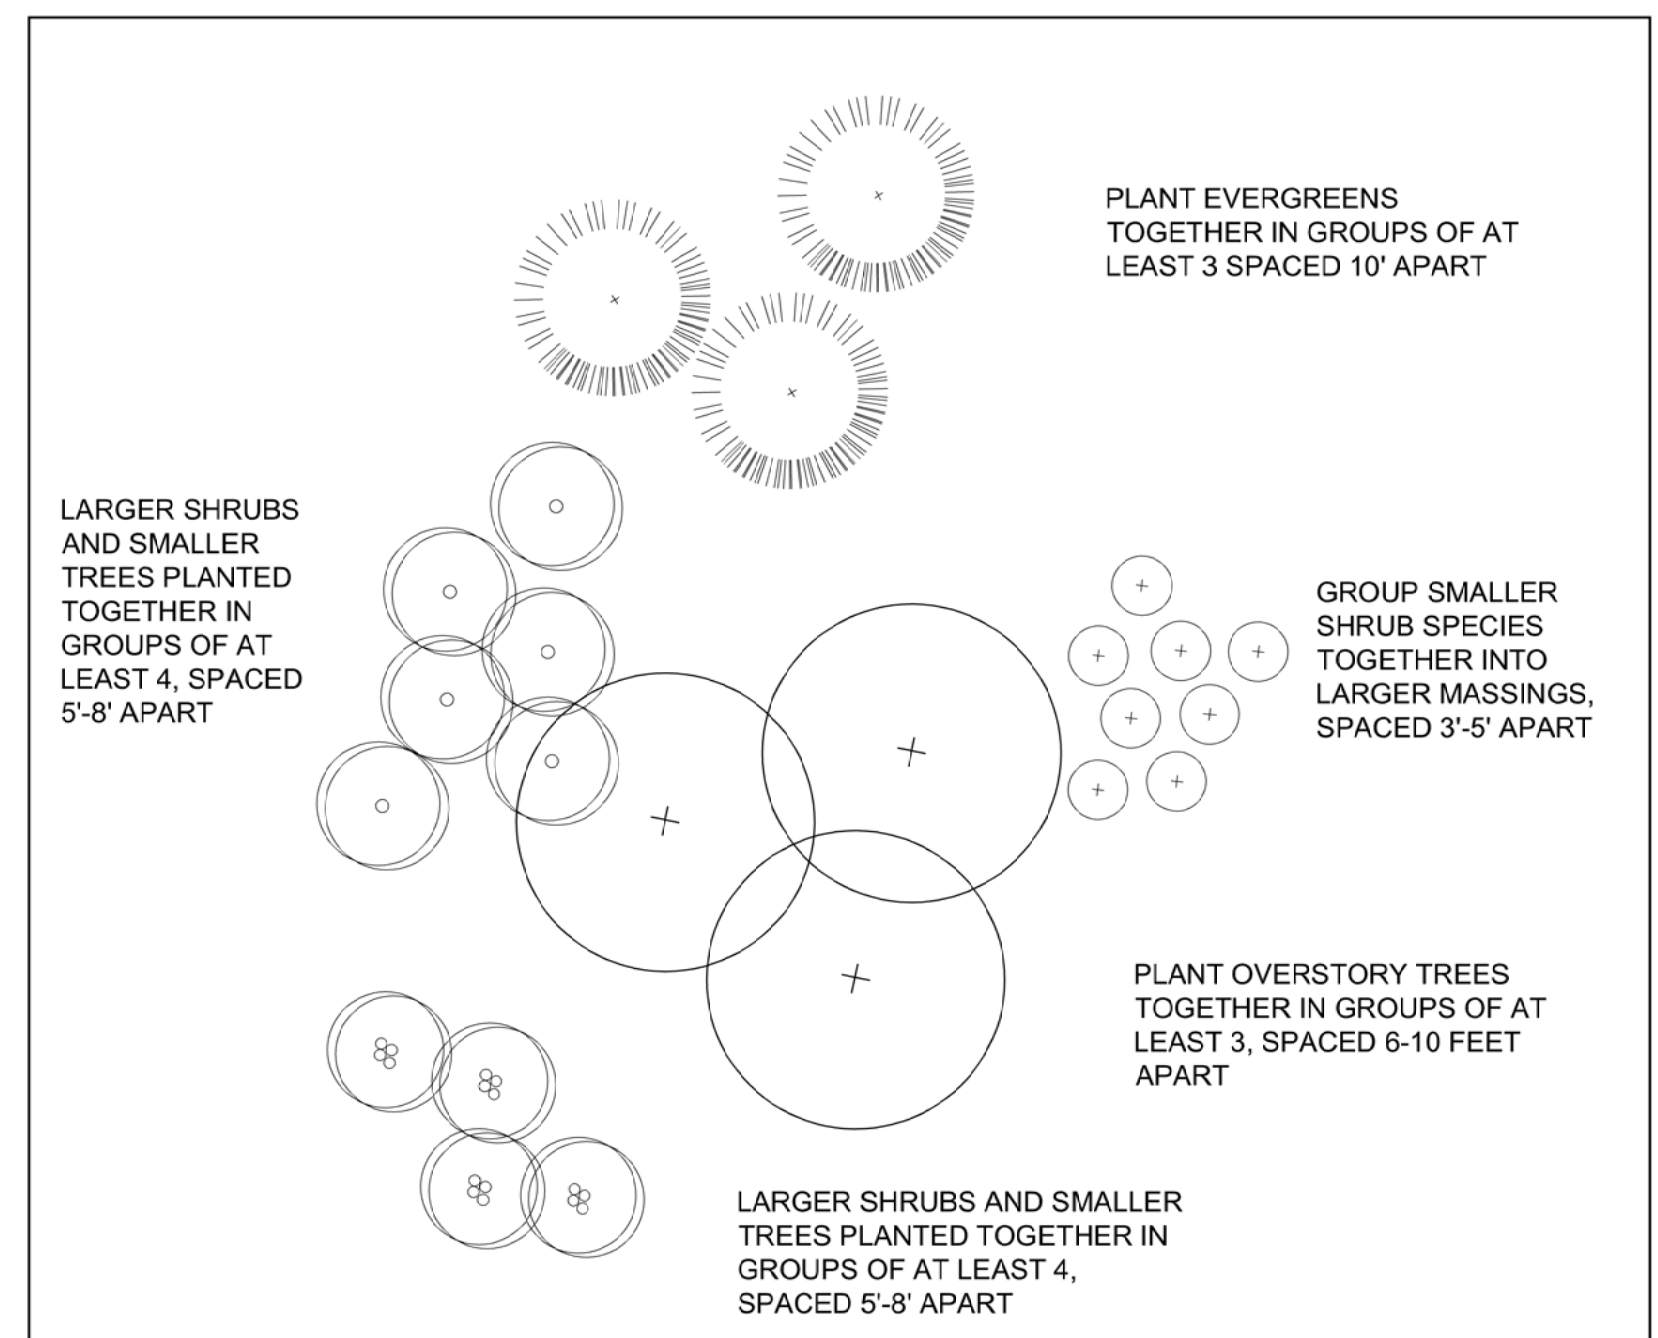 PLANT EVERGREENS
TOGETHER IN GROUPS OF AT
LEAST 3 SPACED 10' APART
LARGER SHRUBS
AND SMALLER
TREES PLANTED
TOGETHER IN
GROUPS OF AT
LEAST 4, SPACED
5'-8' APART
GROUP SMALLER
SHRUB SPECIES
TOGETHER INTO
LARGER MASSINGS,
SPACED 3'-5' APART
PLANT OVERSTORY TREES
TOGETHER IN GROUPS OF AT
LEAST 3, SPACED 6-10 FEET
APART
LARGER SHRUBS AND SMALLER
TREES PLANTED TOGETHER IN
GROUPS OF AT LEAST 4,
SPACED 5'-8' APART